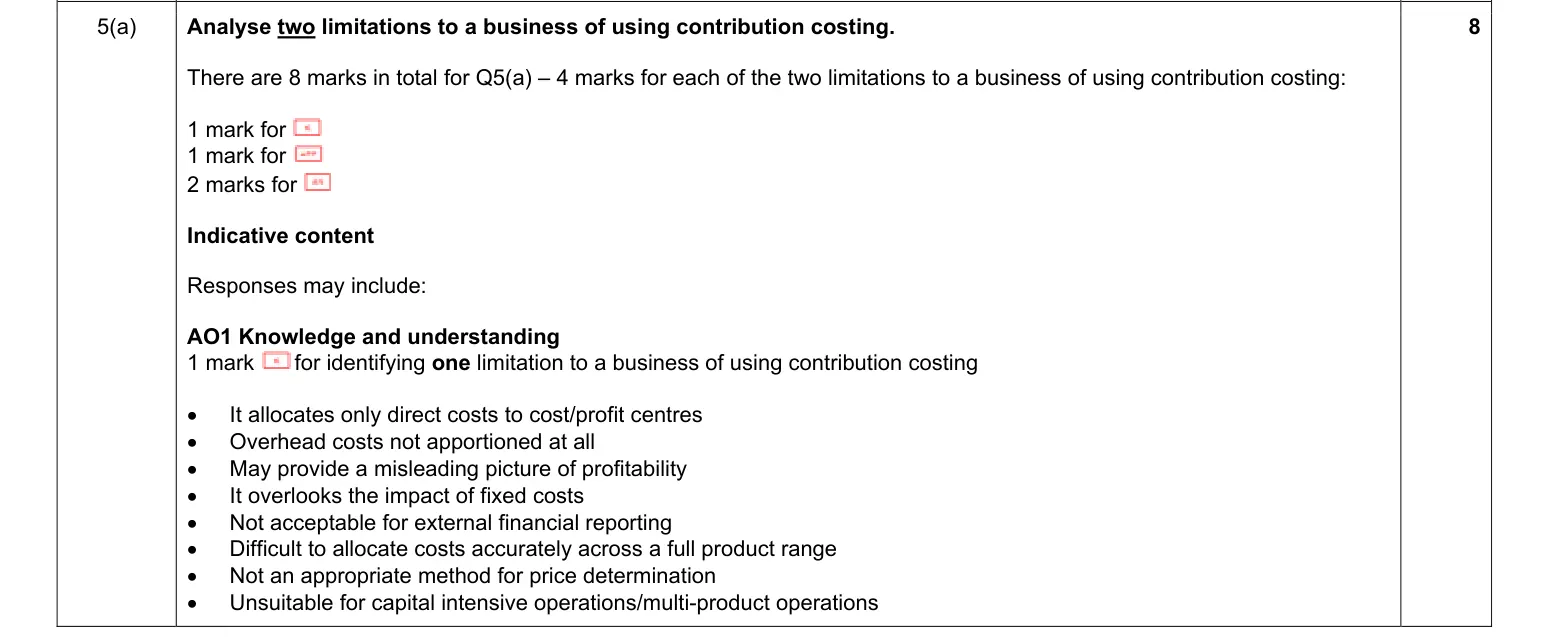 5(a)
Analyse two limitations to a business of using contribution costing.
8
There are 8 marks in total for Q5(a) – 4 marks for each of the two limitations to a business of using contribution costing:
1 mark for
1 mark for
2 marks for
Indicative content
Responses may include:
AO1 Knowledge and understanding
1 mark for identifying one limitation to a business of using contribution costing
• It allocates only direct costs to cost/profit centres
• Overhead costs not apportioned at all
• May provide a misleading picture of profitability
• It overlooks the impact of fixed costs
• Not acceptable for external financial reporting
• Difficult to allocate costs accurately across a full product range
• Not an appropriate method for price determination
• Unsuitable for capital intensive operations/multi-product operations